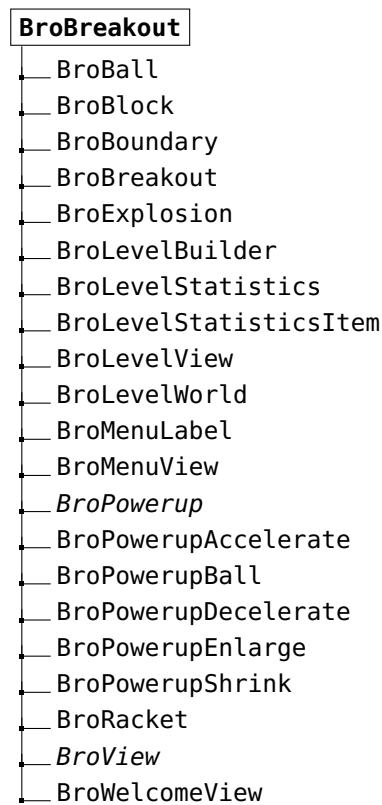 BroBreakout
BroBall
BroBlock
BroBoundary
BroBreakout
BroExplosion
BroLevelBuilder
BroLevelStatistics
BroLevelStatisticsItem
BroLevelView
BroLevelWorld
BroMenuLabel
BroMenuView
BroPowerup
BroPowerupAccelerate
BroPowerupBall
BroPowerupDecelerate
BroPowerupEnlarge
BroPowerupShrink
BroRacket
BroView
BroWelcomeView